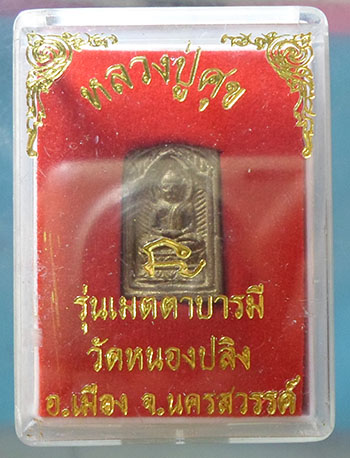 หลวงปู่ศุข
รุ่นเมตตาบารมี
วัดหนองปลิง
อ.เมือง จ.นครสวรรค์